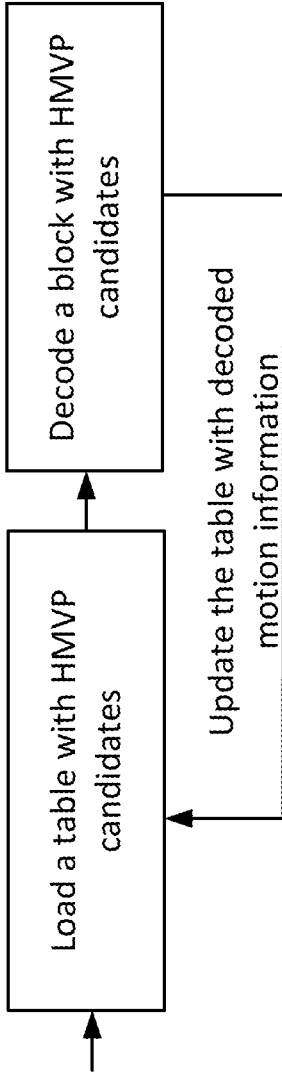 Load a table with HMVP
candidates
Decode a block with HMVP
candidates
Update the table with decoded
motion information